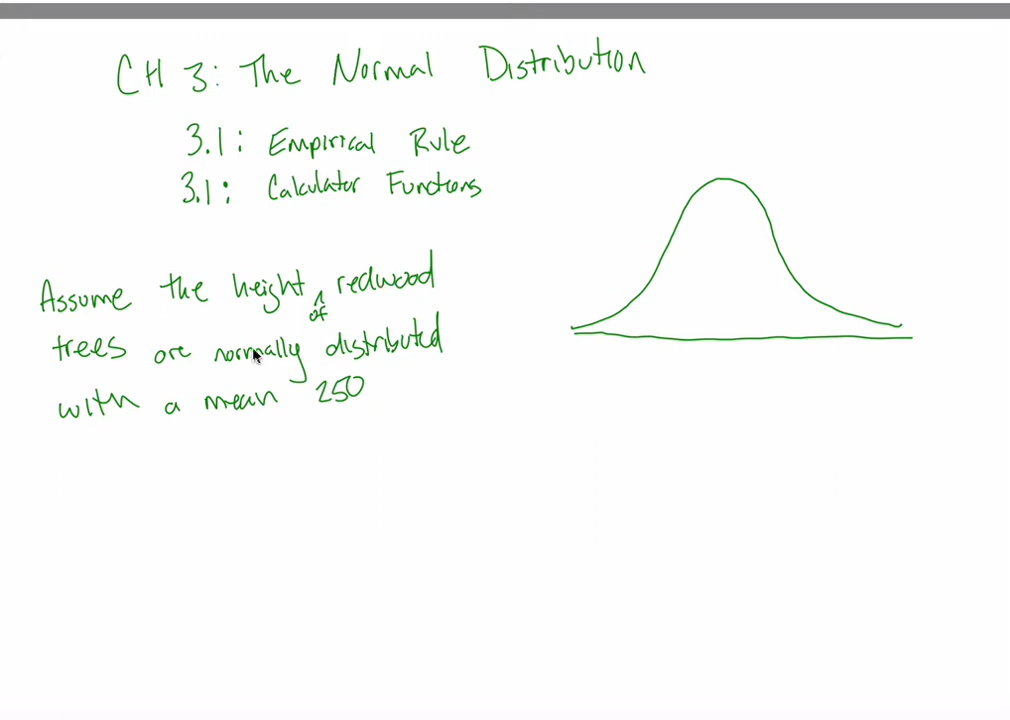 CH 3: The Normal Distribution
3.1: Empirical Rule
3.1: Calculator Functions
Assume the height of redwood
trees are normally distributed
with a mean 250